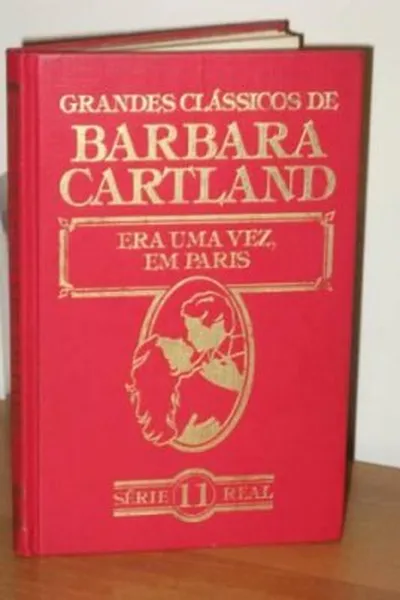 GRANDES CLÁSSICOS DE
BARBARA
CARTLAND
ERA UMA VEZ,
EM PARIS
SÉRIE 11 REAL